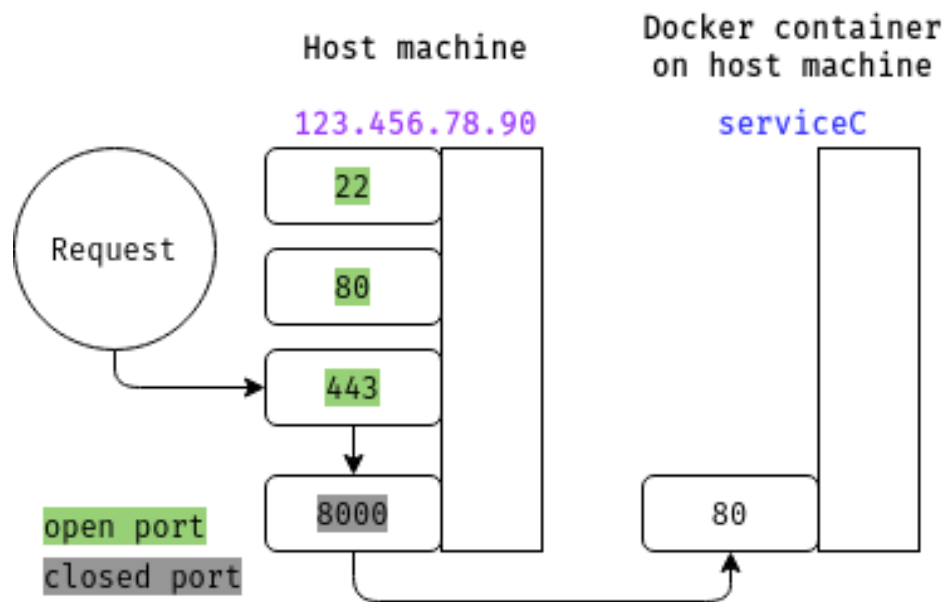 Host machine
Docker container
on host machine
123.456.78.90
serviceC
22
Request
80
443
8000
80
open port
closed port